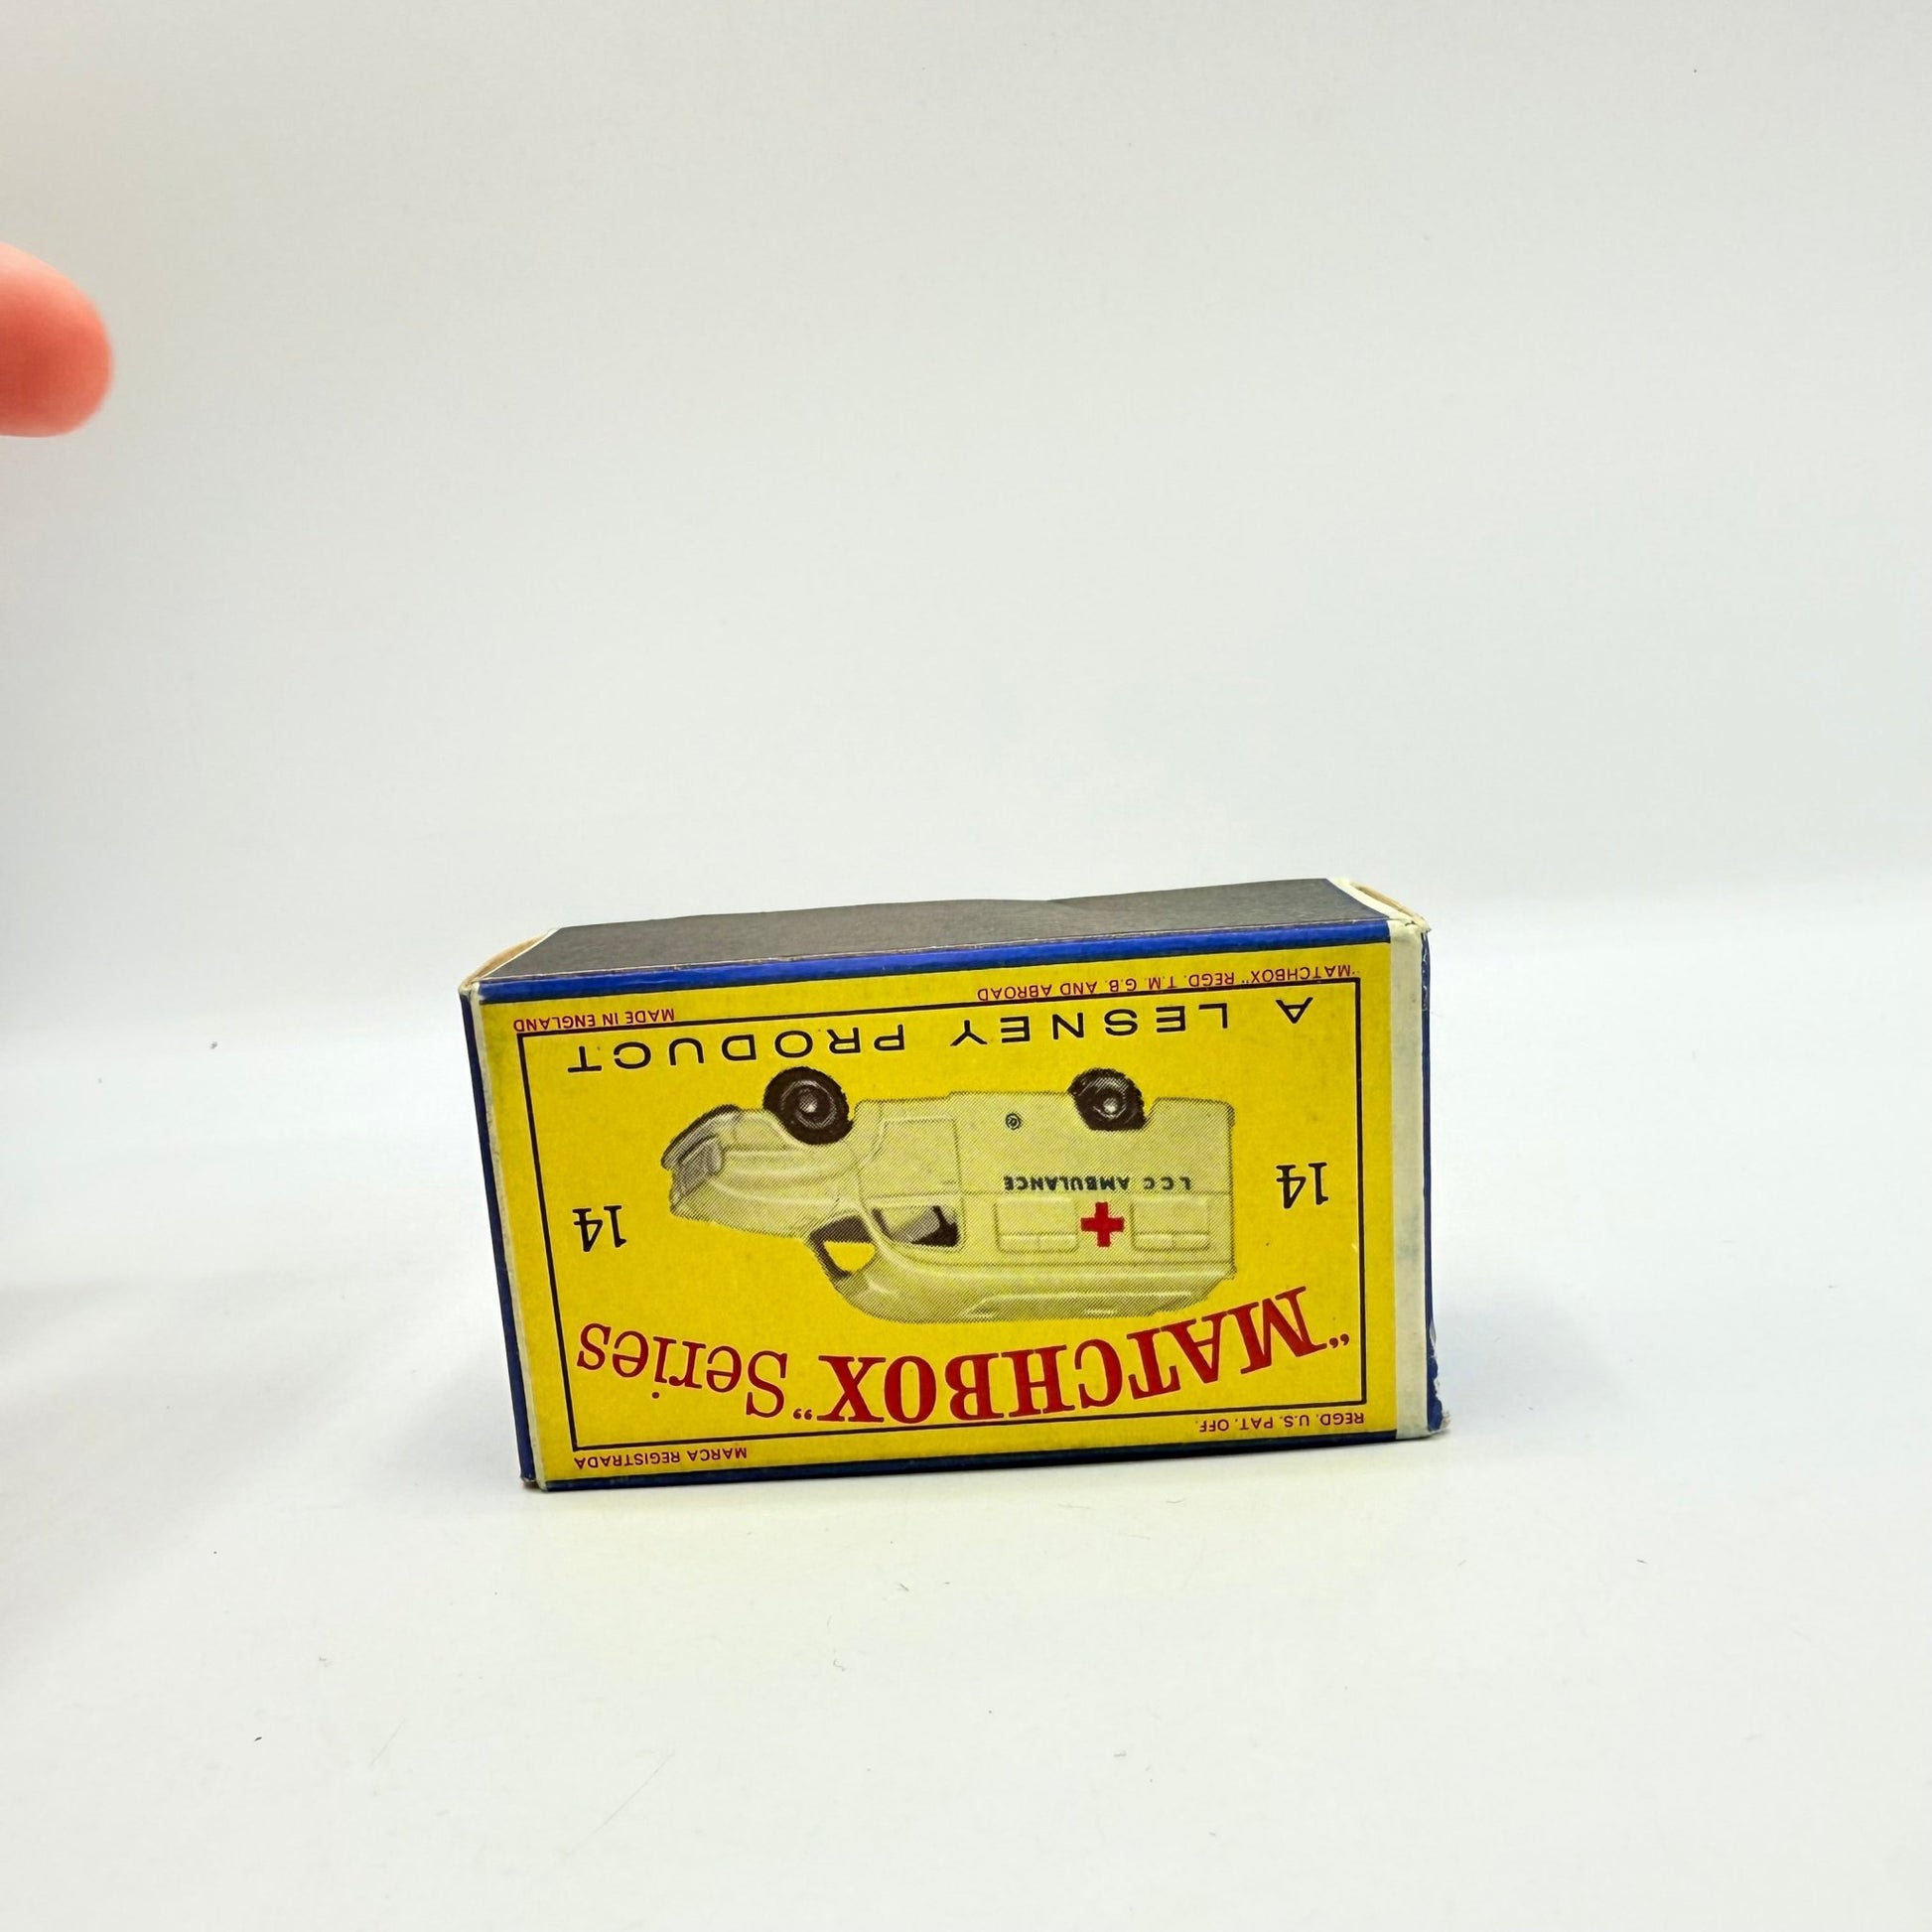 MARCA REGISTRADA
REGD. U.S. PAT. OFF.
"MATCHBOX" Series
14
14
LCC AMBULANCE
A LESNEY PRODUCT
"MATCHBOX" REGD. T.M. G.B. AND ABROAD
MADE IN ENGLAND